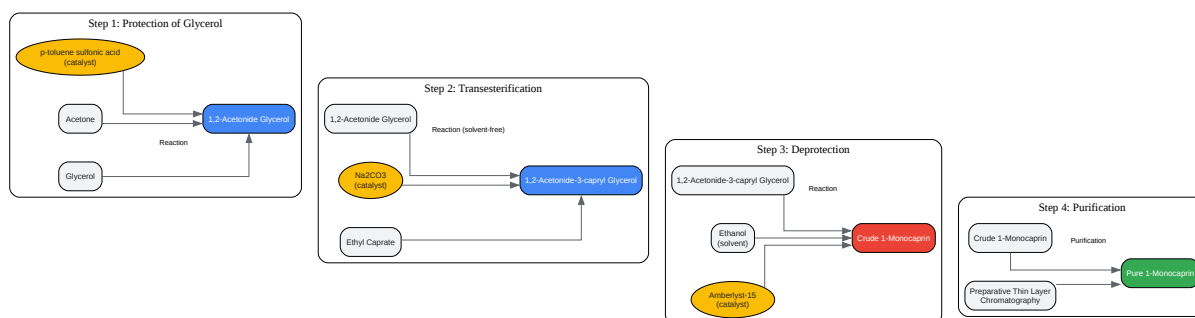 Step 1: Protection of Glycerol
p-toluene sulfonic acid
(catalyst)
Acetone
1,2-Acetonide Glycerol
Reaction
Glycerol
Step 2: Transesterification
1,2-Acetonide Glycerol
Reaction (solvent-free)
Na2CO3
(catalyst)
1,2-Acetonide-3-capryl Glycerol
Ethyl Caprate
Step 3: Deprotection
1,2-Acetonide-3-capryl Glycerol
Reaction
Ethanol
(solvent)
Crude 1-Monocaprin
Amberlyst-15
(catalyst)
Step 4: Purification
Crude 1-Monocaprin
Purification
Pure 1-Monocaprin
Preparative Thin Layer
Chromatography